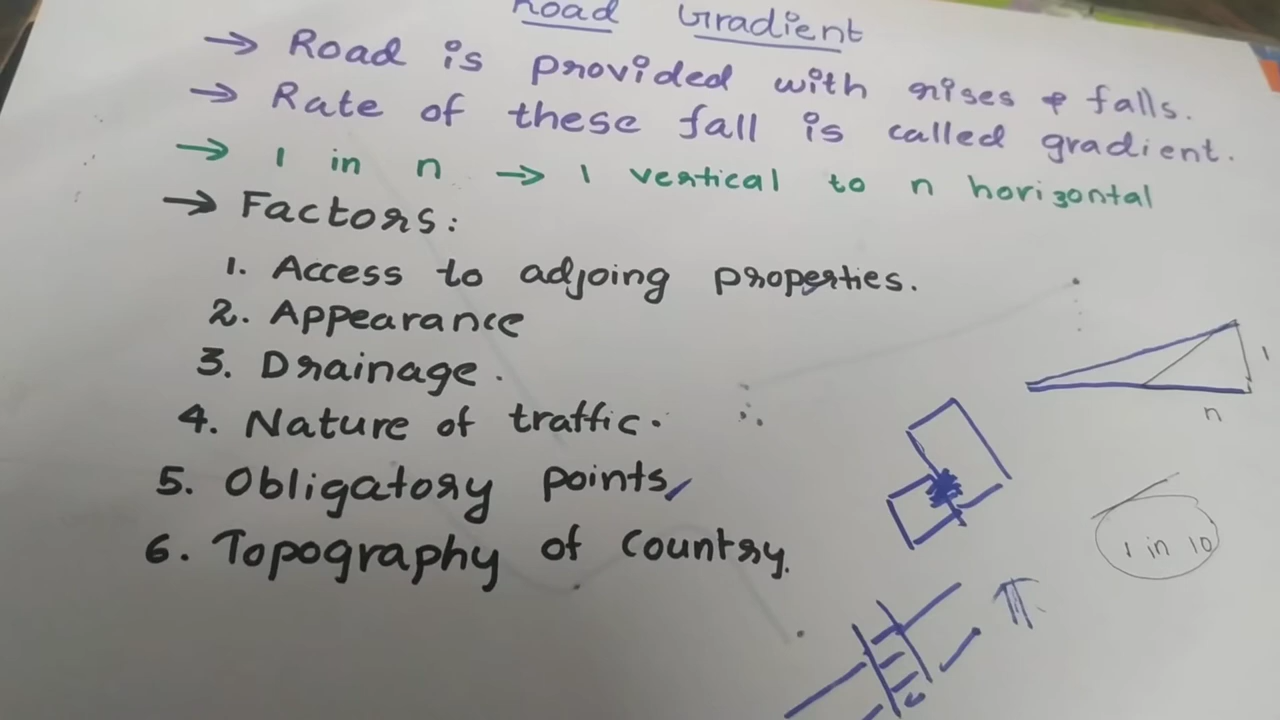 Road Gradient
→ Road is provided with rises & falls.
→ Rate of these fall is called gradient.
→ 1 in n → 1 vertical to n horizontal
→ Factors:
1. Access to adjoing properties.
2. Appearance
3. Drainage.
4. Nature of traffic.
5. Obligatory points
6. Topography of country.
1
n
1 in 10